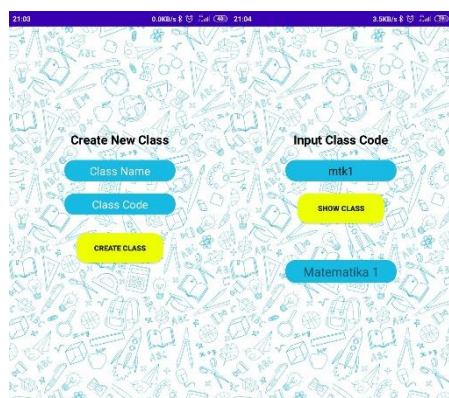 21:03
0.0KB/s
Create New Class
Class Name
Class Code
CREATE CLASS
21:04
3.5KB/s
Input Class Code
mtk1
SHOW CLASS
Matematika 1